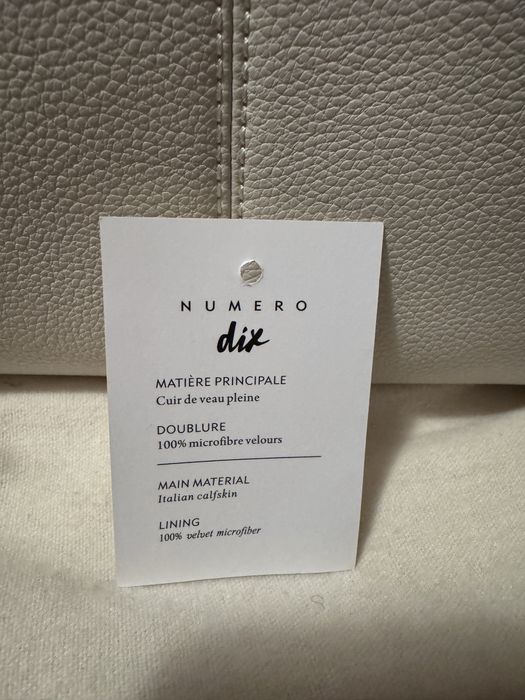 NUMERO
dix
MATIÈRE PRINCIPALE
Cuir de veau pleine
DOUBLURE
100% microfibre velours
MAIN MATERIAL
Italian calfskin
LINING
100% velvet microfiber